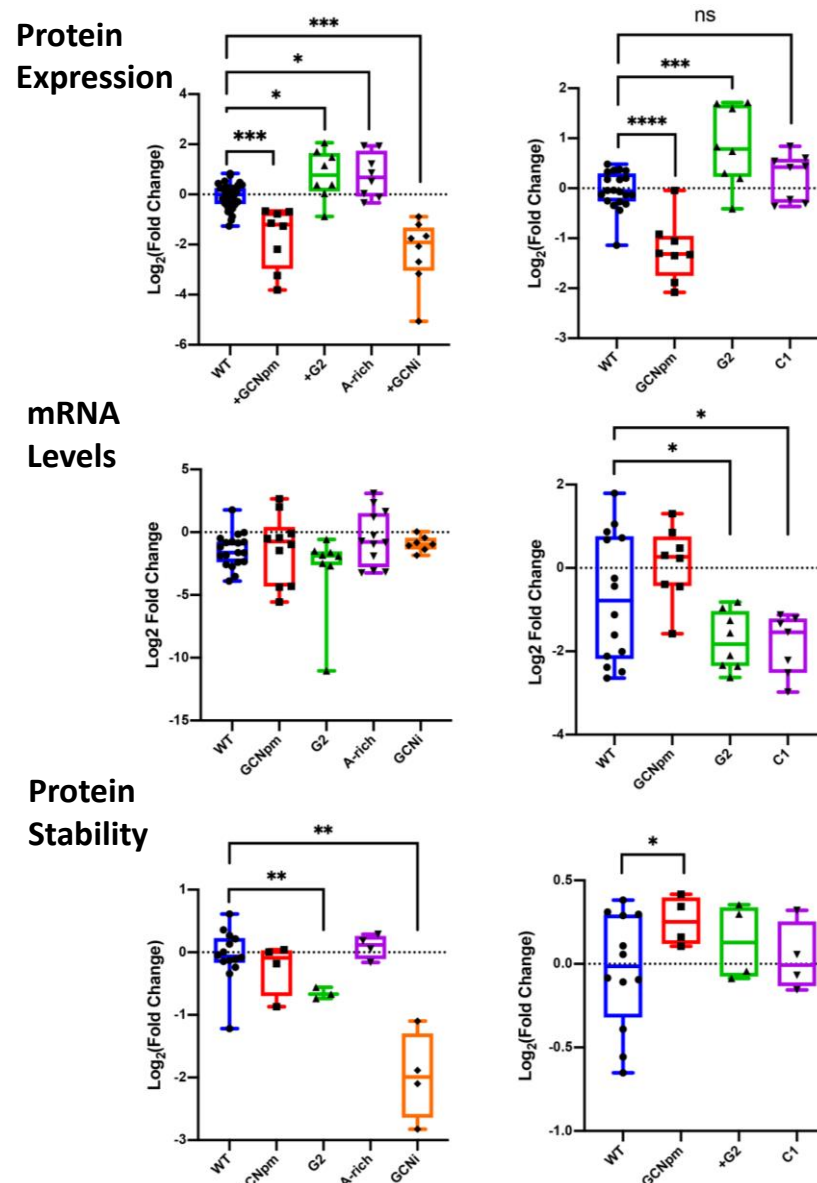 Protein
Expression
***
*
*
***
Log2(Fold Change)
4
2
0
-2
-4
-6
WT
+GCNpm
+G2
A-rich
+GCNi
ns
***
****
Log2(Fold Change)
2
1
0
-1
-2
-3
WT
GCNpm
G2
C1
mRNA
Levels
Log2 Fold Change
5
0
-5
-10
-15
WT
GCNpm
G2
A-rich
GCNi
*
*
Log2 Fold Change
2
0
-2
-4
WT
GCNpm
G2
C1
Protein
Stability
**
**
Log2(Fold Change)
1
0
-1
-2
-3
WT
GCNpm
G2
A-rich
GCNi
*
Log2(Fold Change)
0.5
0.0
-0.5
-1.0
WT
GCNpm
+G2
C1